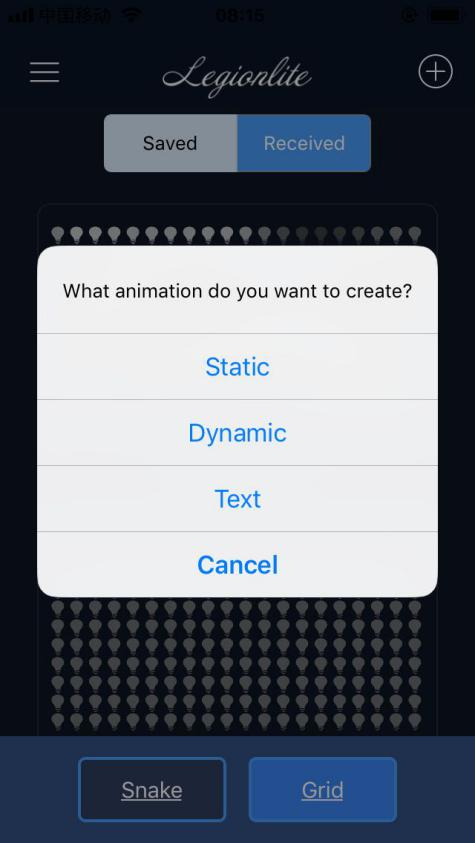 中国移动
08:15
Legionlite
Saved
Received
What animation do you want to create?
Static
Dynamic
Text
Cancel
Snake
Grid